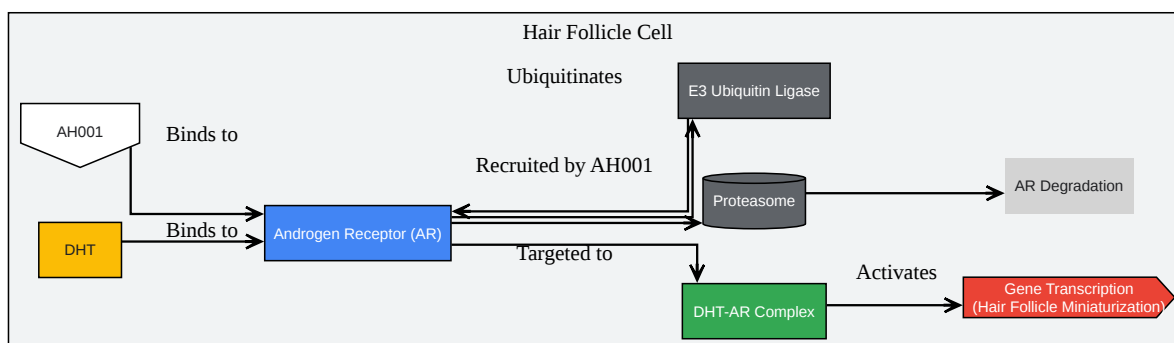 Hair Follicle Cell
Ubiquitinates
E3 Ubiquitin Ligase
AH001
Binds to
Recruited by AH001
AR Degradation
Proteasome
Binds to
Androgen Receptor (AR)
DHT
Targeted to
Activates
Gene Transcription
(Hair Follicle Miniaturization)
DHT-AR Complex